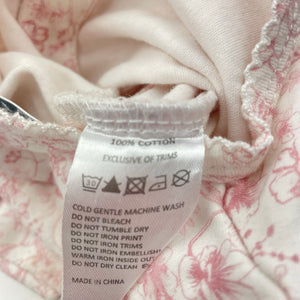 100% COTTON
EXCLUSIVE OF TRIMS
30
COLD GENTLE MACHINE WASH
DO NOT BLEACH
DO NOT TUMBLE DRY
DO NOT IRON PRINT
DO NOT IRON TRIMS
DO NOT IRON EMBELLISH
WARM IRON INSIDE OUT
DO NOT DRY CLEAN
MADE IN CHINA